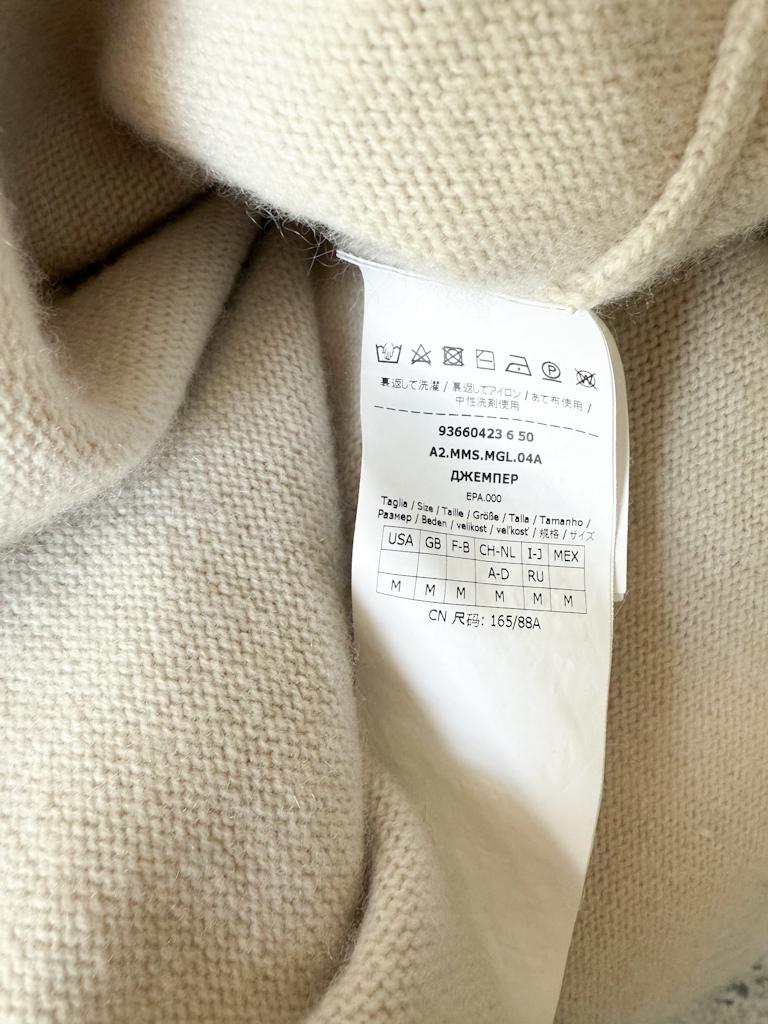 裏返して洗濯 / 裏返してアイロン / あて布使用 /
中性洗剤使用
93660423 6 50
A2.MMS.MGL.04A
ДЖЕМПЕР
EPA.000
Taglia / Size / Taille / Größe / Talla / Tamanho /
Размер / Beden / velikost / veľkosť / 規格 / サイズ
USA GB F-B CH-NL I-J MEX
A-D RU
M M M M M M
CN 尺码: 165/88A